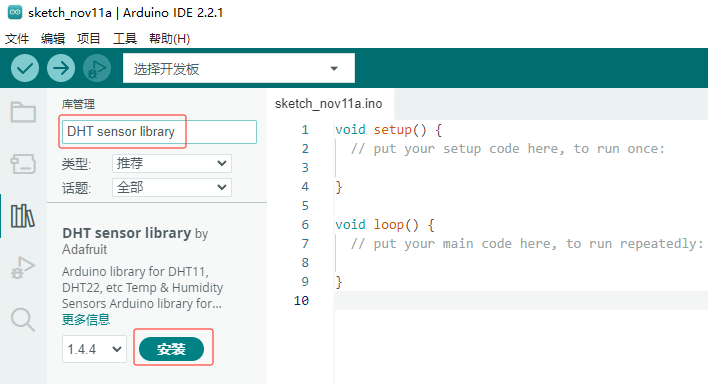 sketch_nov11a | Arduino IDE 2.2.1
文件 编辑 项目 工具 帮助(H)
选择开发板
库管理
DHT sensor library
类型: 推荐
话题: 全部
DHT sensor library by
Adafruit
Arduino library for DHT11,
DHT22, etc Temp & Humidity
Sensors Arduino library for...
更多信息
1.4.4 安装
sketch_nov11a.ino
1 void setup() {
2 // put your setup code here, to run once:
3
4 }
5
6 void loop() {
7 // put your main code here, to run repeatedly:
8
9 }
10